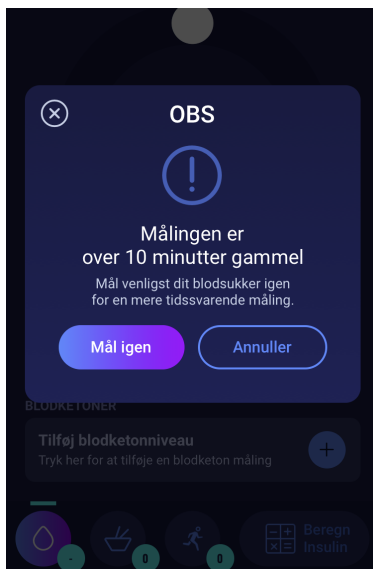 OBS
Målingen er
over 10 minutter gammel
Mål venligst dit blodsukker igen
for en mere tidssvarende måling.
Mål igen
Annuller
BLODKETONER
Tilføj blodketonniveau
Tryk her for at tilføje en blodketon måling
-
0
0
Beregn
Insulin